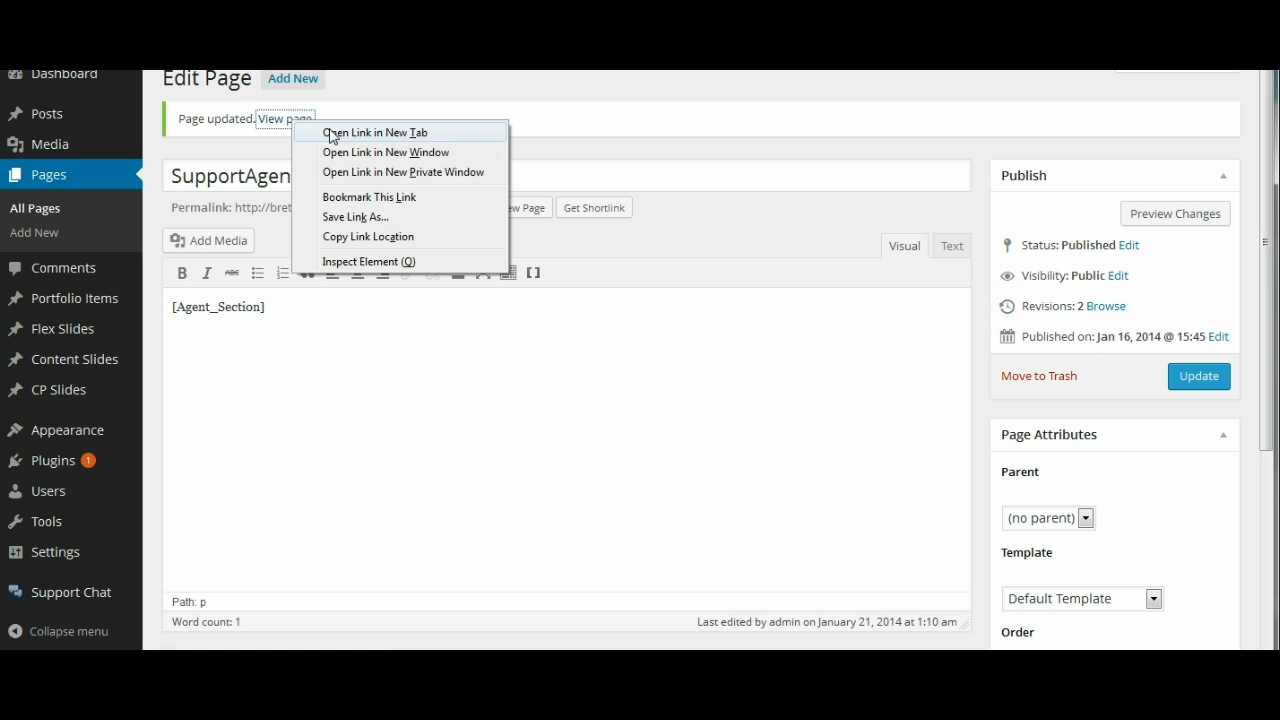 Dashboard
Posts
Media
Pages
All Pages
Add New
Comments
Portfolio Items
Flex Slides
Content Slides
CP Slides
Appearance
Plugins 1
Users
Tools
Settings
Support Chat
Collapse menu
Edit Page Add New
Page updated. View page
Open Link in New Tab
Open Link in New Window
Open Link in New Private Window
Bookmark This Link
Save Link As...
Copy Link Location
Inspect Element (Q)
SupportAgen
Permalink: http://bret
Page Get Shortlink
Add Media
Visual Text
B I ABC
[Agent_Section]
Path: p
Word count: 1
Last edited by admin on January 21, 2014 at 1:10 am
Publish
Preview Changes
Status: Published Edit
Visibility: Public Edit
Revisions: 2 Browse
Published on: Jan 16, 2014 @ 15:45 Edit
Move to Trash Update
Page Attributes
Parent
(no parent)
Template
Default Template
Order